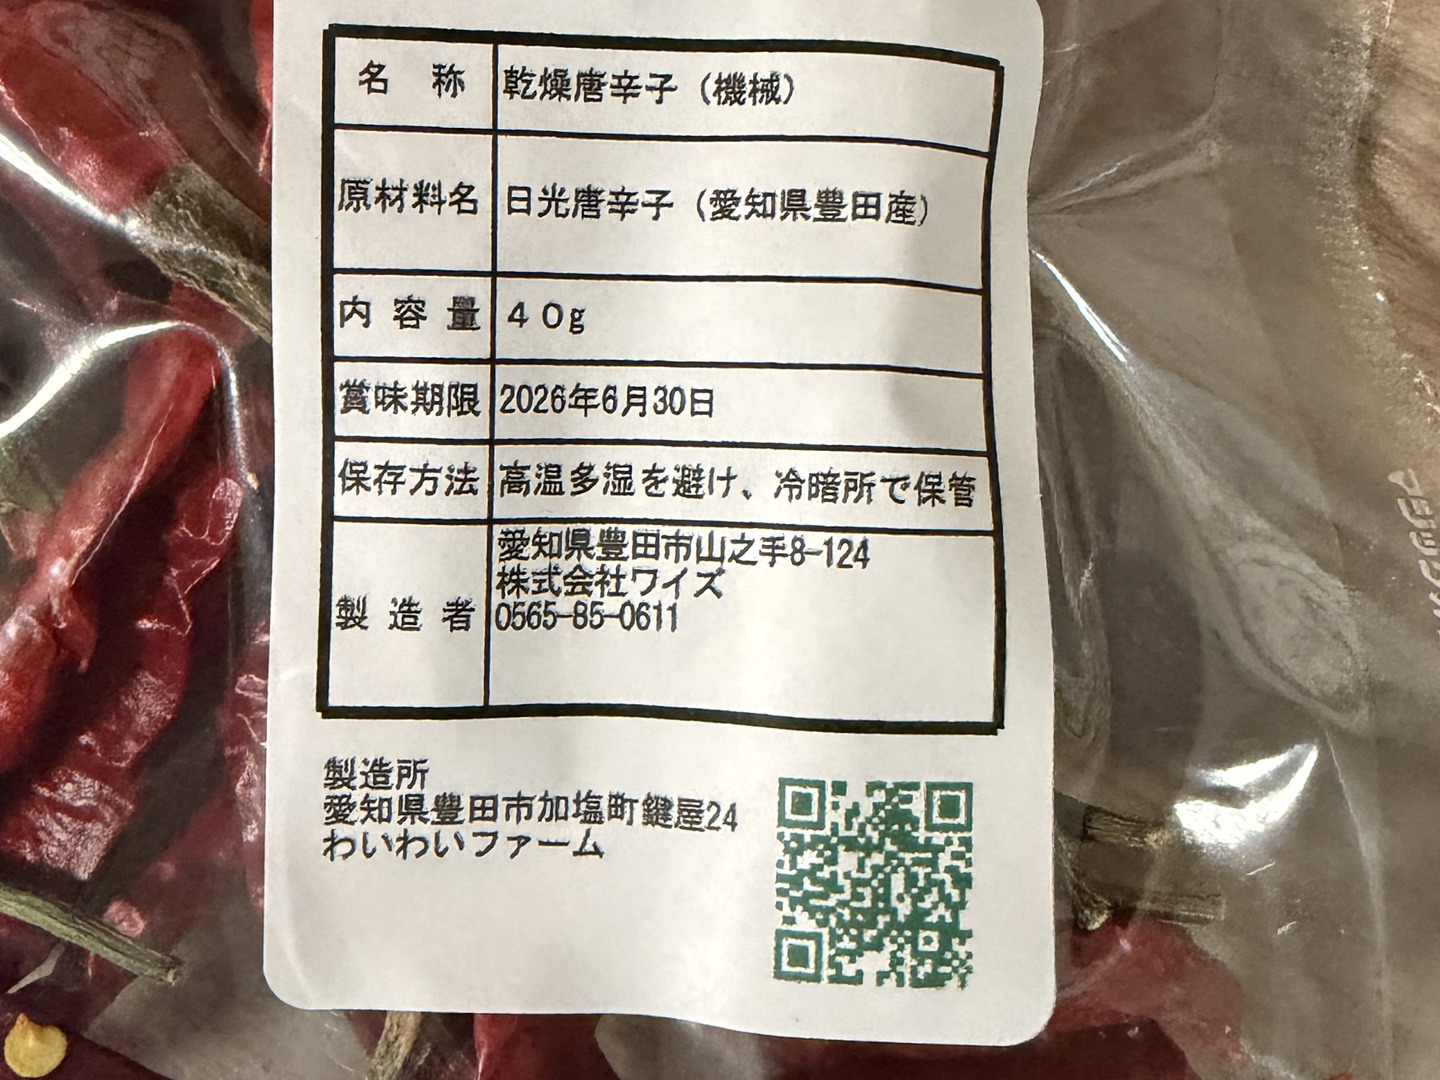 名 称 乾燥唐辛子（機械）
原材料名 日光唐辛子（愛知県豊田産）
内 容 量 ４０g
賞味期限 2026年6月30日
保存方法 高温多湿を避け、冷暗所で保管
製 造 者 愛知県豊田市山之手8-124
株式会社ワイズ
0565-85-0611
製造所
愛知県豊田市加塩町鍵屋24
わいわいファーム